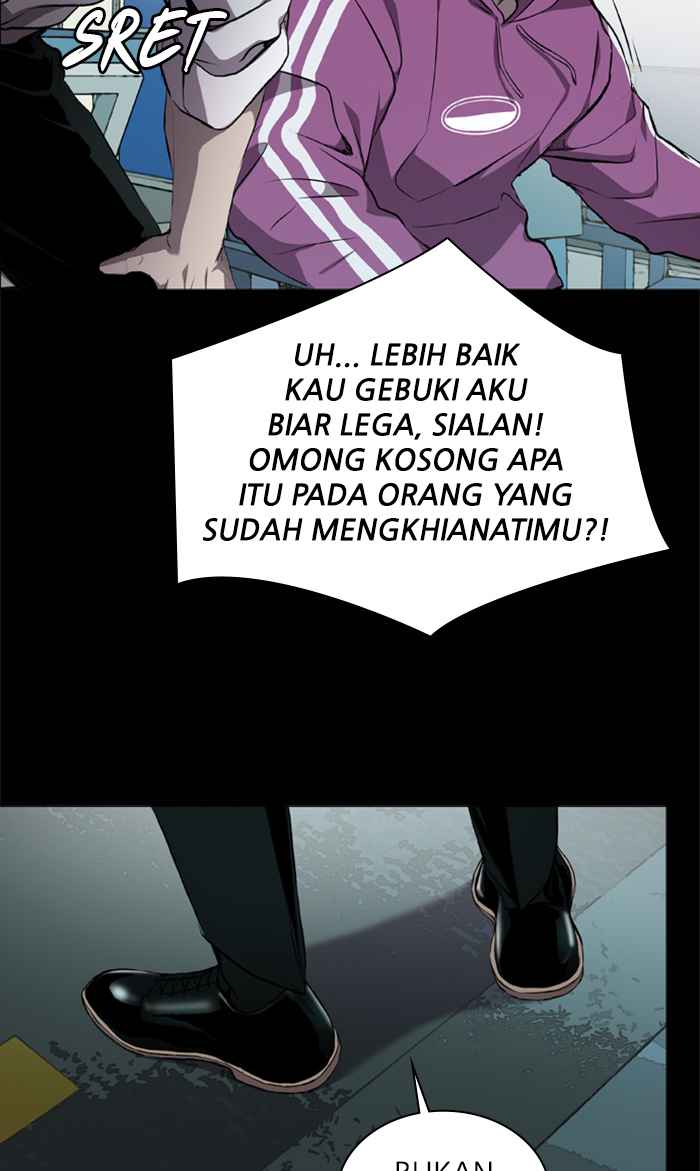 SRET
UH... LEBIH BAIK
KAU GEBUKI AKU
BIAR LEGA, SIALAN!
OMONG KOSONG APA
ITU PADA ORANG YANG
SUDAH MENGKHIANATIMU?!
BUKAN